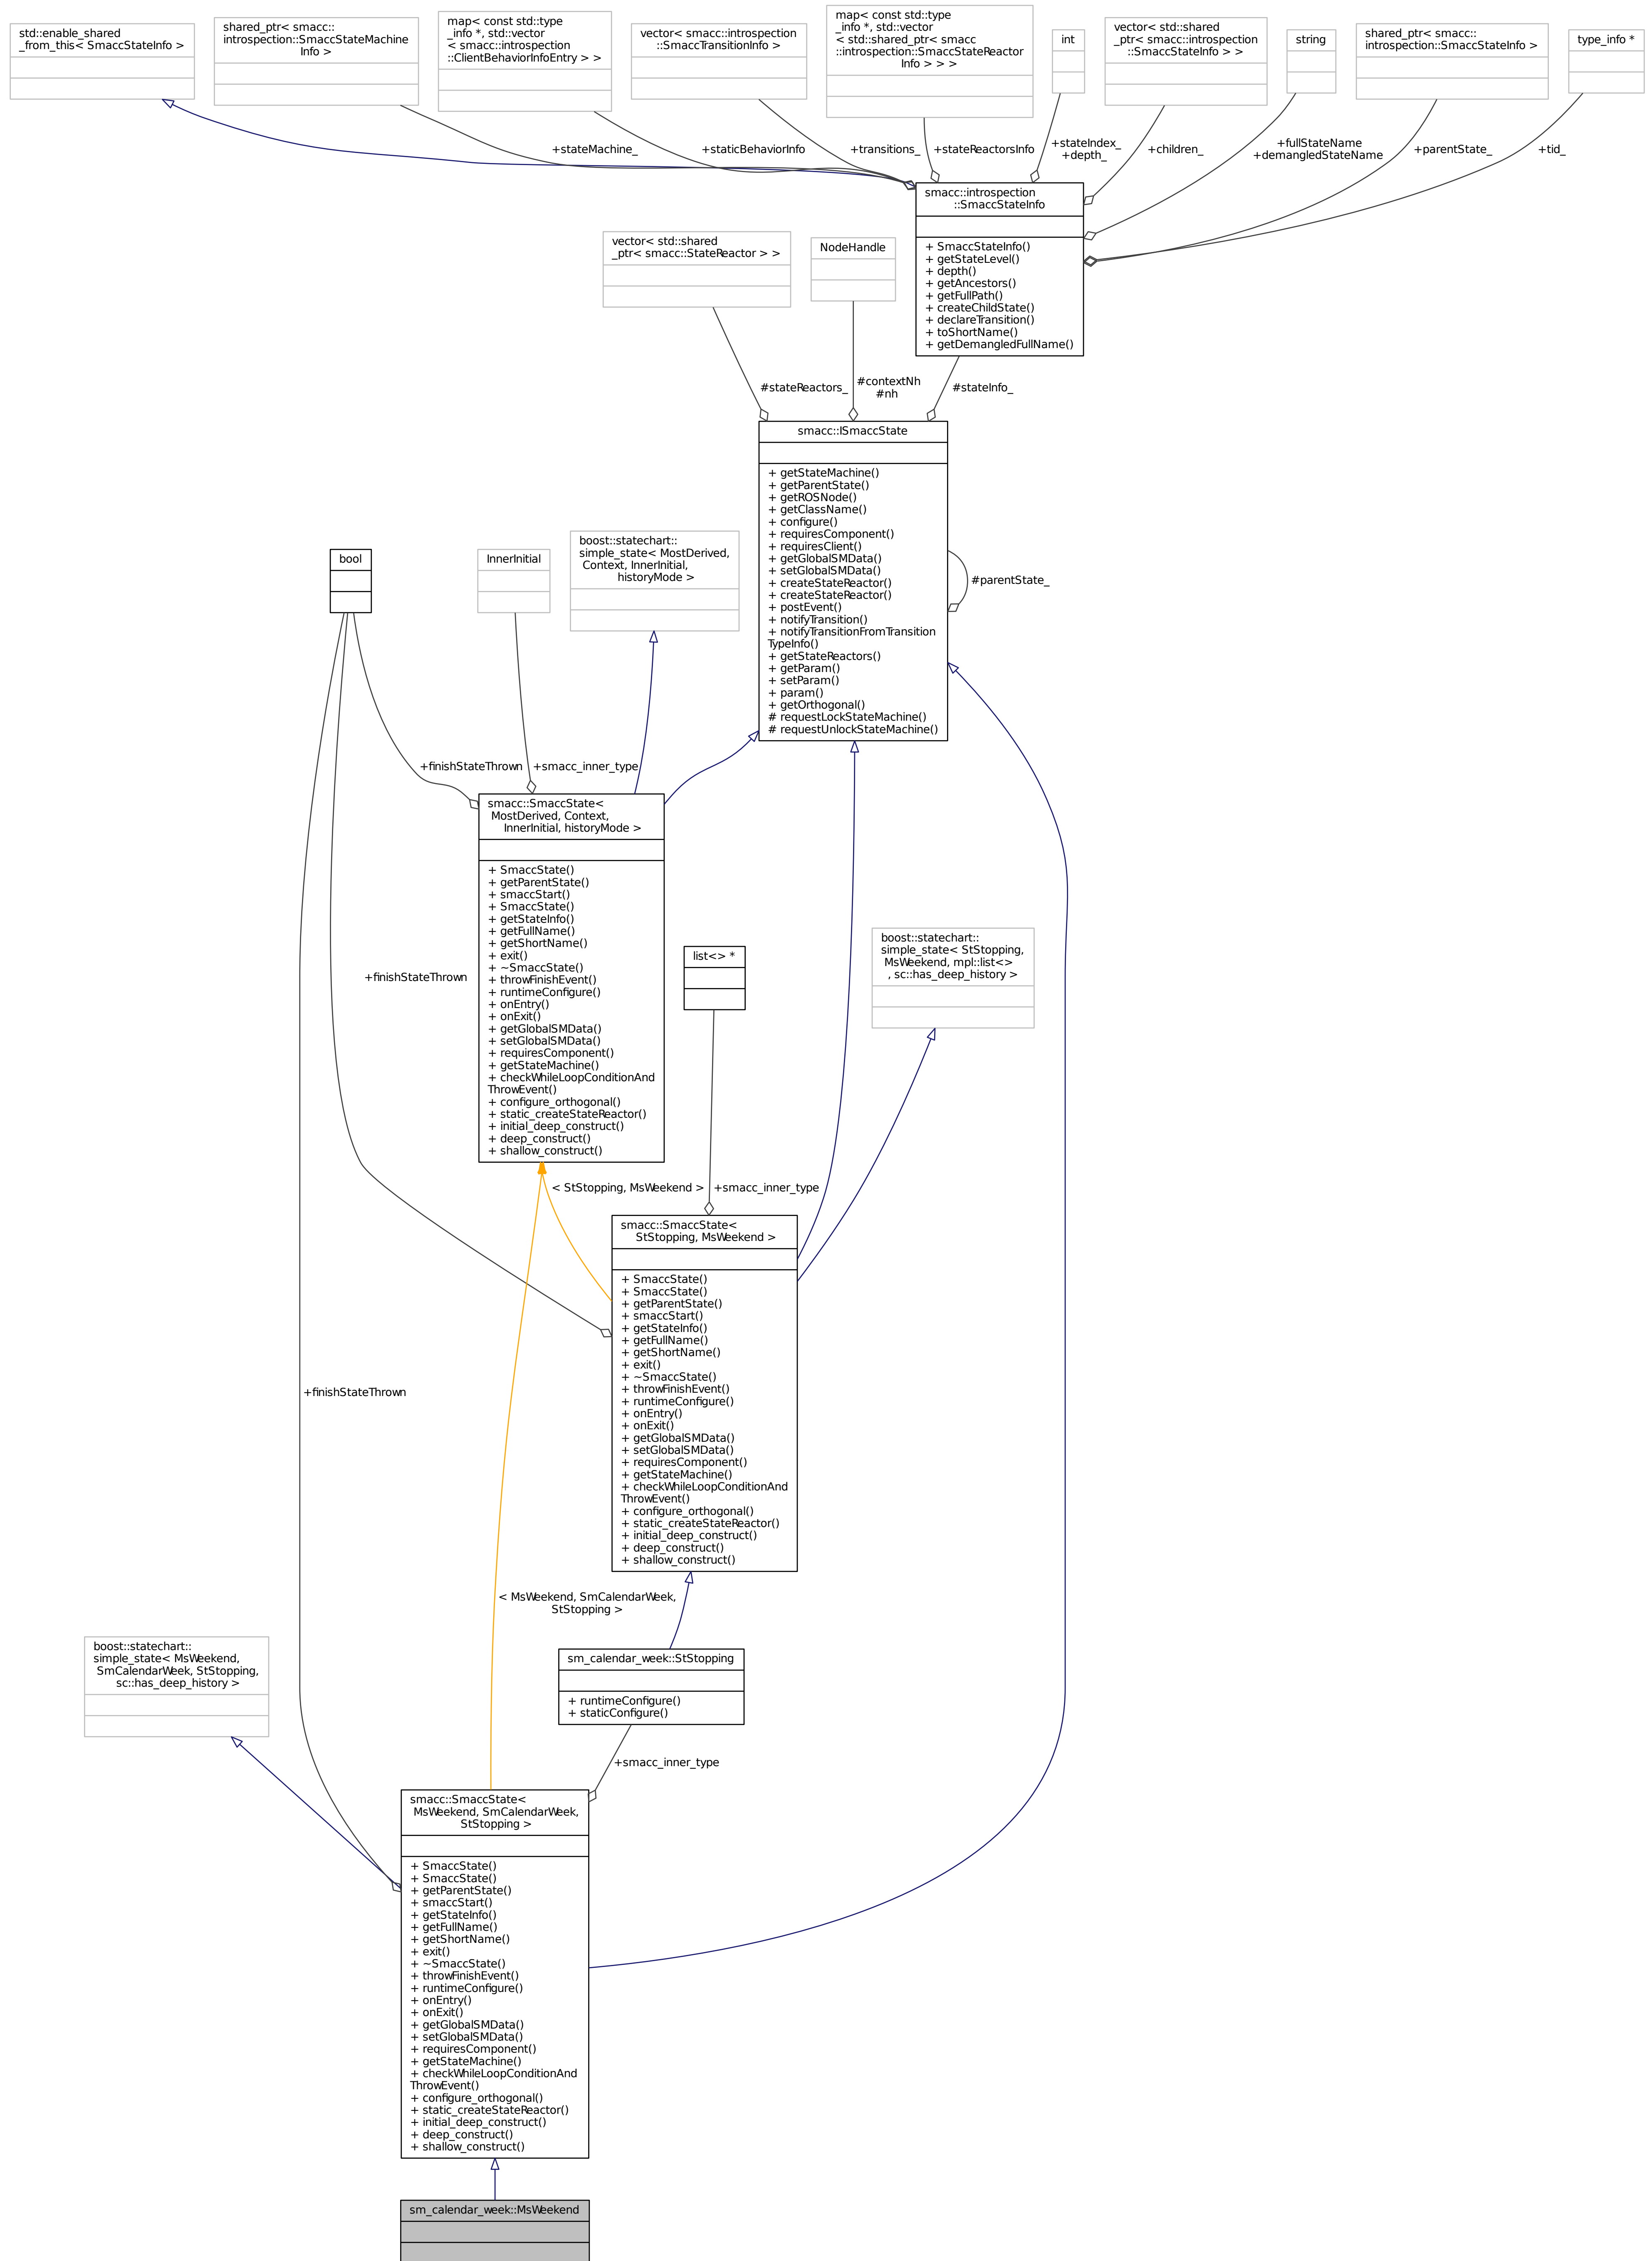 std::enable_shared
_from_this< SmaccStateInfo >
shared_ptr< smacc::
introspection::SmaccStateMachine
Info >
map< const std::type
_info *, std::vector
< smacc::introspection
::ClientBehaviorInfoEntry > >
vector< smacc::introspection
::SmaccTransitionInfo >
map< const std::type
_info *, std::vector
< std::shared_ptr< smacc
::introspection::SmaccStateReactor
Info > > >
int
vector< std::shared
_ptr< smacc::introspection
::SmaccStateInfo > >
string
shared_ptr< smacc::
introspection::SmaccStateInfo >
type_info *
+stateMachine_
+staticBehaviorInfo
+transitions_
+stateReactorsInfo
+stateIndex_
+depth_
+children_
+fullStateName
+demangledStateName
+parentState_
+tid_
smacc::introspection
::SmaccStateInfo
+ SmaccStateInfo()
+ getStateLevel()
+ depth()
+ getAncestors()
+ getFullPath()
+ createChildState()
+ declareTransition()
+ toShortName()
+ getDemangledFullName()
vector< std::shared
_ptr< smacc::StateReactor > >
NodeHandle
#stateReactors_
#contextNh
#nh
#stateInfo_
smacc::ISmaccState
+ getStateMachine()
+ getParentState()
+ getROSNode()
+ getClassName()
+ configure()
+ requiresComponent()
+ requiresClient()
+ getGlobalSMData()
+ setGlobalSMData()
+ createStateReactor()
+ createStateReactor()
+ postEvent()
+ notifyTransition()
+ notifyTransitionFromTransition
TypeInfo()
+ getStateReactors()
+ getParam()
+ setParam()
+ param()
+ getOrthogonal()
# requestLockStateMachine()
# requestUnlockStateMachine()
#parentState_
bool
InnerInitial
boost::statechart::
simple_state< MostDerived,
Context, InnerInitial,
historyMode >
+finishStateThrown
+smacc_inner_type
smacc::SmaccState<
MostDerived, Context,
InnerInitial, historyMode >
+ SmaccState()
+ getParentState()
+ smaccStart()
+ SmaccState()
+ getStateInfo()
+ getFullName()
+ getShortName()
+ exit()
+ ~SmaccState()
+ throwFinishEvent()
+ runtimeConfigure()
+ onEntry()
+ onExit()
+ getGlobalSMData()
+ setGlobalSMData()
+ requiresComponent()
+ getStateMachine()
+ checkWhileLoopConditionAnd
ThrowEvent()
+ configure_orthogonal()
+ static_createStateReactor()
+ initial_deep_construct()
+ deep_construct()
+ shallow_construct()
+finishStateThrown
list<> *
boost::statechart::
simple_state< StStopping,
MsWeekend, mpl::list<>
, sc::has_deep_history >
< StStopping, MsWeekend >
+smacc_inner_type
smacc::SmaccState<
StStopping, MsWeekend >
+ SmaccState()
+ SmaccState()
+ getParentState()
+ smaccStart()
+ getStateInfo()
+ getFullName()
+ getShortName()
+ exit()
+ ~SmaccState()
+ throwFinishEvent()
+ runtimeConfigure()
+ onEntry()
+ onExit()
+ getGlobalSMData()
+ setGlobalSMData()
+ requiresComponent()
+ getStateMachine()
+ checkWhileLoopConditionAnd
ThrowEvent()
+ configure_orthogonal()
+ static_createStateReactor()
+ initial_deep_construct()
+ deep_construct()
+ shallow_construct()
+finishStateThrown
< MsWeekend, SmCalendarWeek,
StStopping >
boost::statechart::
simple_state< MsWeekend,
SmCalendarWeek, StStopping,
sc::has_deep_history >
sm_calendar_week::StStopping
+ runtimeConfigure()
+ staticConfigure()
+smacc_inner_type
smacc::SmaccState<
MsWeekend, SmCalendarWeek,
StStopping >
+ SmaccState()
+ SmaccState()
+ getParentState()
+ smaccStart()
+ getStateInfo()
+ getFullName()
+ getShortName()
+ exit()
+ ~SmaccState()
+ throwFinishEvent()
+ runtimeConfigure()
+ onEntry()
+ onExit()
+ getGlobalSMData()
+ setGlobalSMData()
+ requiresComponent()
+ getStateMachine()
+ checkWhileLoopConditionAnd
ThrowEvent()
+ configure_orthogonal()
+ static_createStateReactor()
+ initial_deep_construct()
+ deep_construct()
+ shallow_construct()
sm_calendar_week::MsWeekend